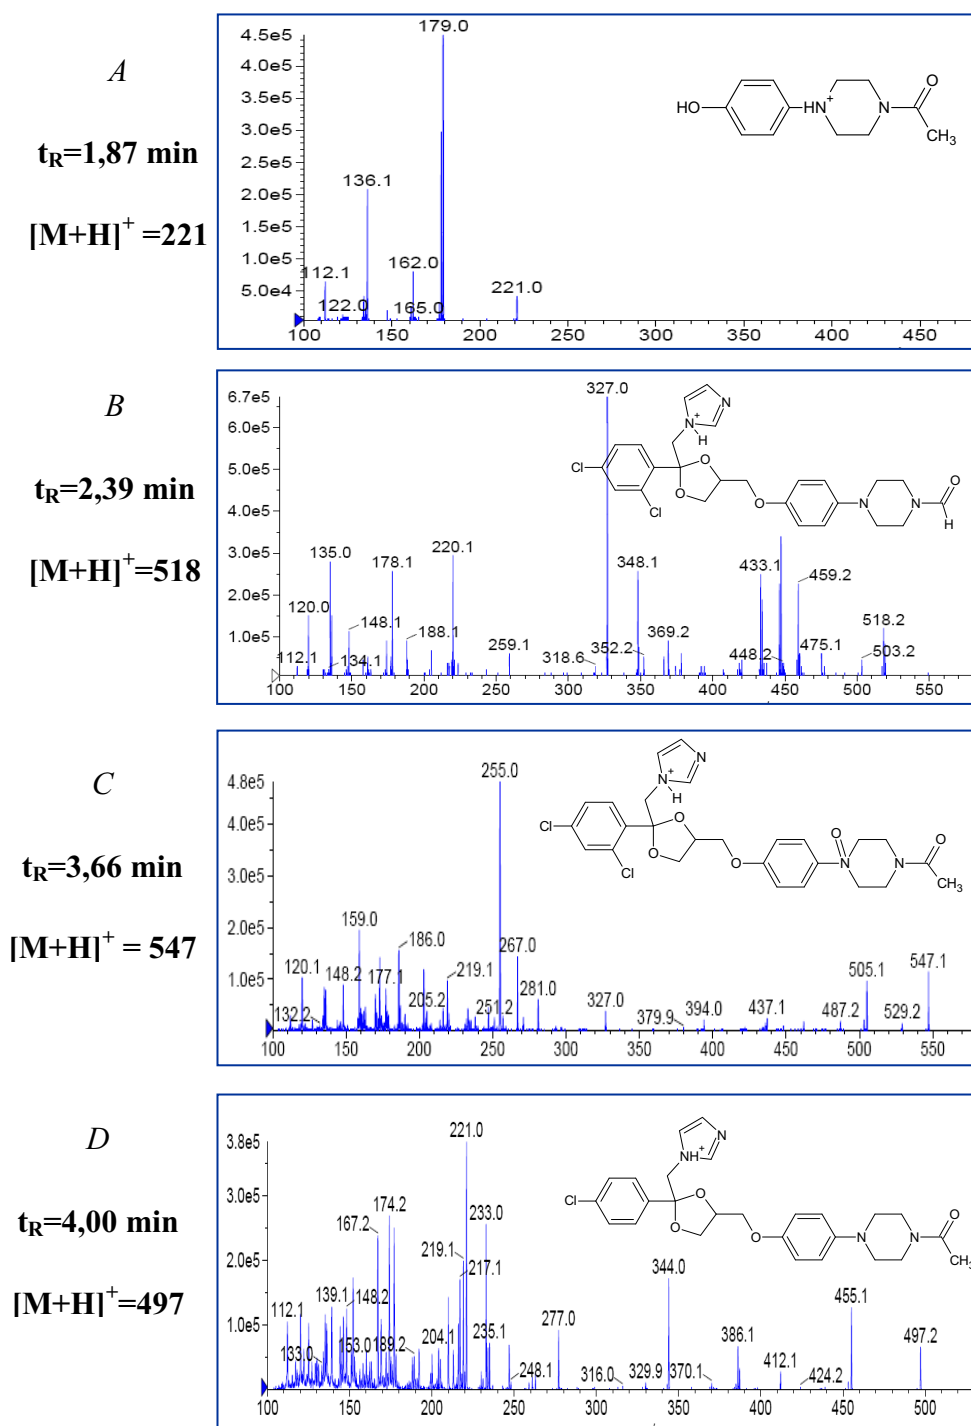 A
t_R=1,87 min
[M+H]⁺ =221
4.5e5
4.0e5
3.5e5
3.0e5
2.5e5
2.0e5
1.5e5
1.0e5
5.0e4
179.0
136.1
112.1
122.0
162.0
165.0
221.0
HO
HN
+
N
O
CH₃
100 150 200 250 300 350 400 450
B
t_R=2,39 min
[M+H]⁺=518
6.7e5
6.0e5
5.0e5
4.0e5
3.0e5
2.0e5
1.0e5
327.0
135.0
120.0
112.1
134.1
148.1
178.1
188.1
220.1
259.1
318.6
348.1
352.2
369.2
433.1
448.2
459.2
475.1
503.2
518.2
N
N
+
H
O
O
Cl
Cl
O
N
N
O
H
100 150 200 250 300 350 400 450 500 550
C
t_R=3,66 min
[M+H]⁺ = 547
4.8e5
4.0e5
3.0e5
2.0e5
1.0e5
255.0
159.0
120.1
132.2
148.2
177.1
186.0
205.2
219.1
251.2
267.0
281.0
327.0
379.9
394.0
437.1
487.2
505.1
529.2
547.1
N
N
+
H
O
O
Cl
Cl
O
O
N
N
O
CH₃
100 150 200 250 300 350 400 450 500 550
D
t_R=4,00 min
[M+H]⁺=497
3.8e5
3.0e5
2.0e5
1.0e5
221.0
174.2
167.2
233.0
219.1
217.1
112.1
139.1
148.2
133.0
153.0
189.2
204.1
235.1
248.1
277.0
316.0
329.9
344.0
370.1
386.1
412.1
424.2
455.1
497.2
N
NH
+
O
O
Cl
O
N
N
O
CH₃
100 150 200 250 300 350 400 450 500